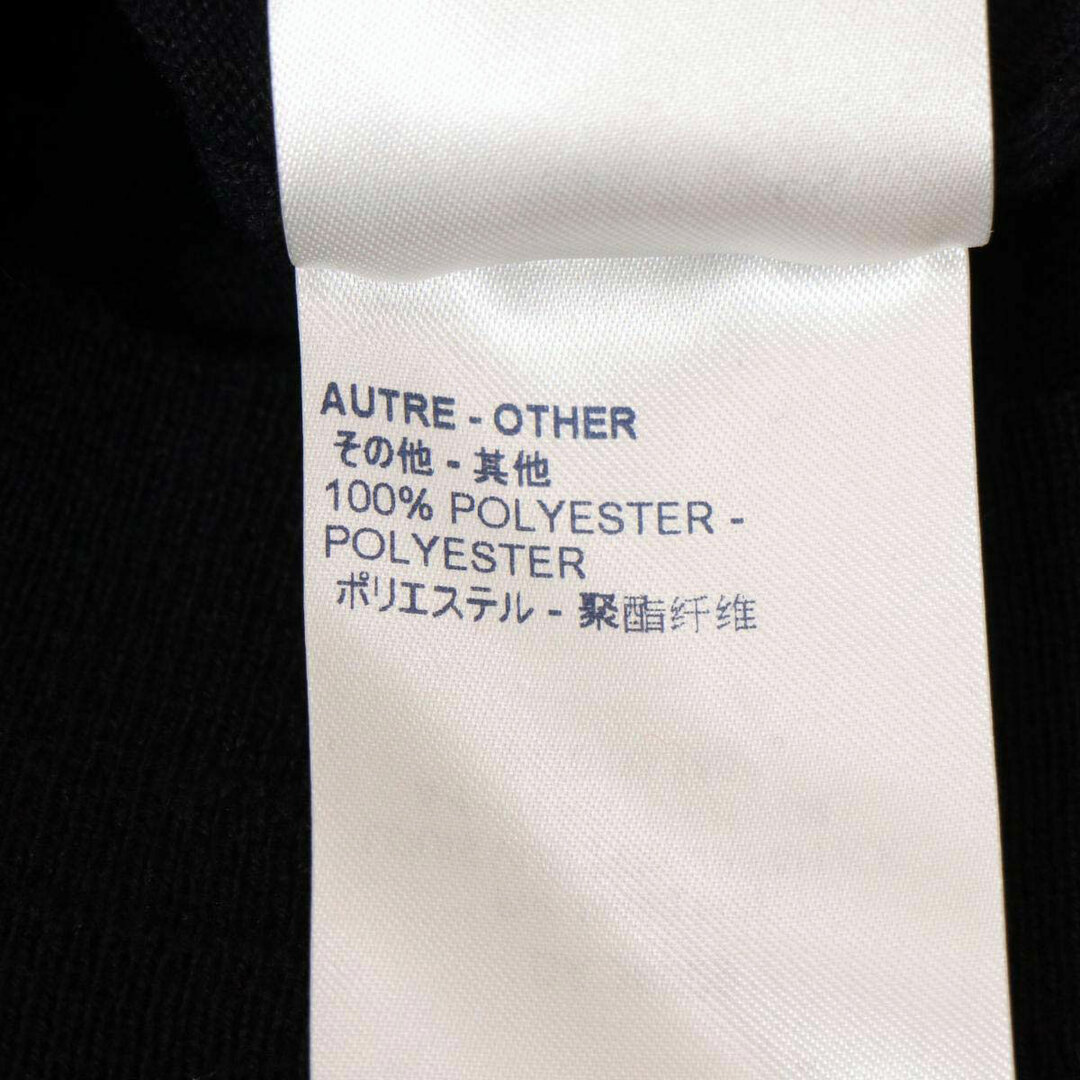 AUTRE - OTHER
その他 - 其他
100% POLYESTER -
POLYESTER
ポリエステル - 聚酯纤维